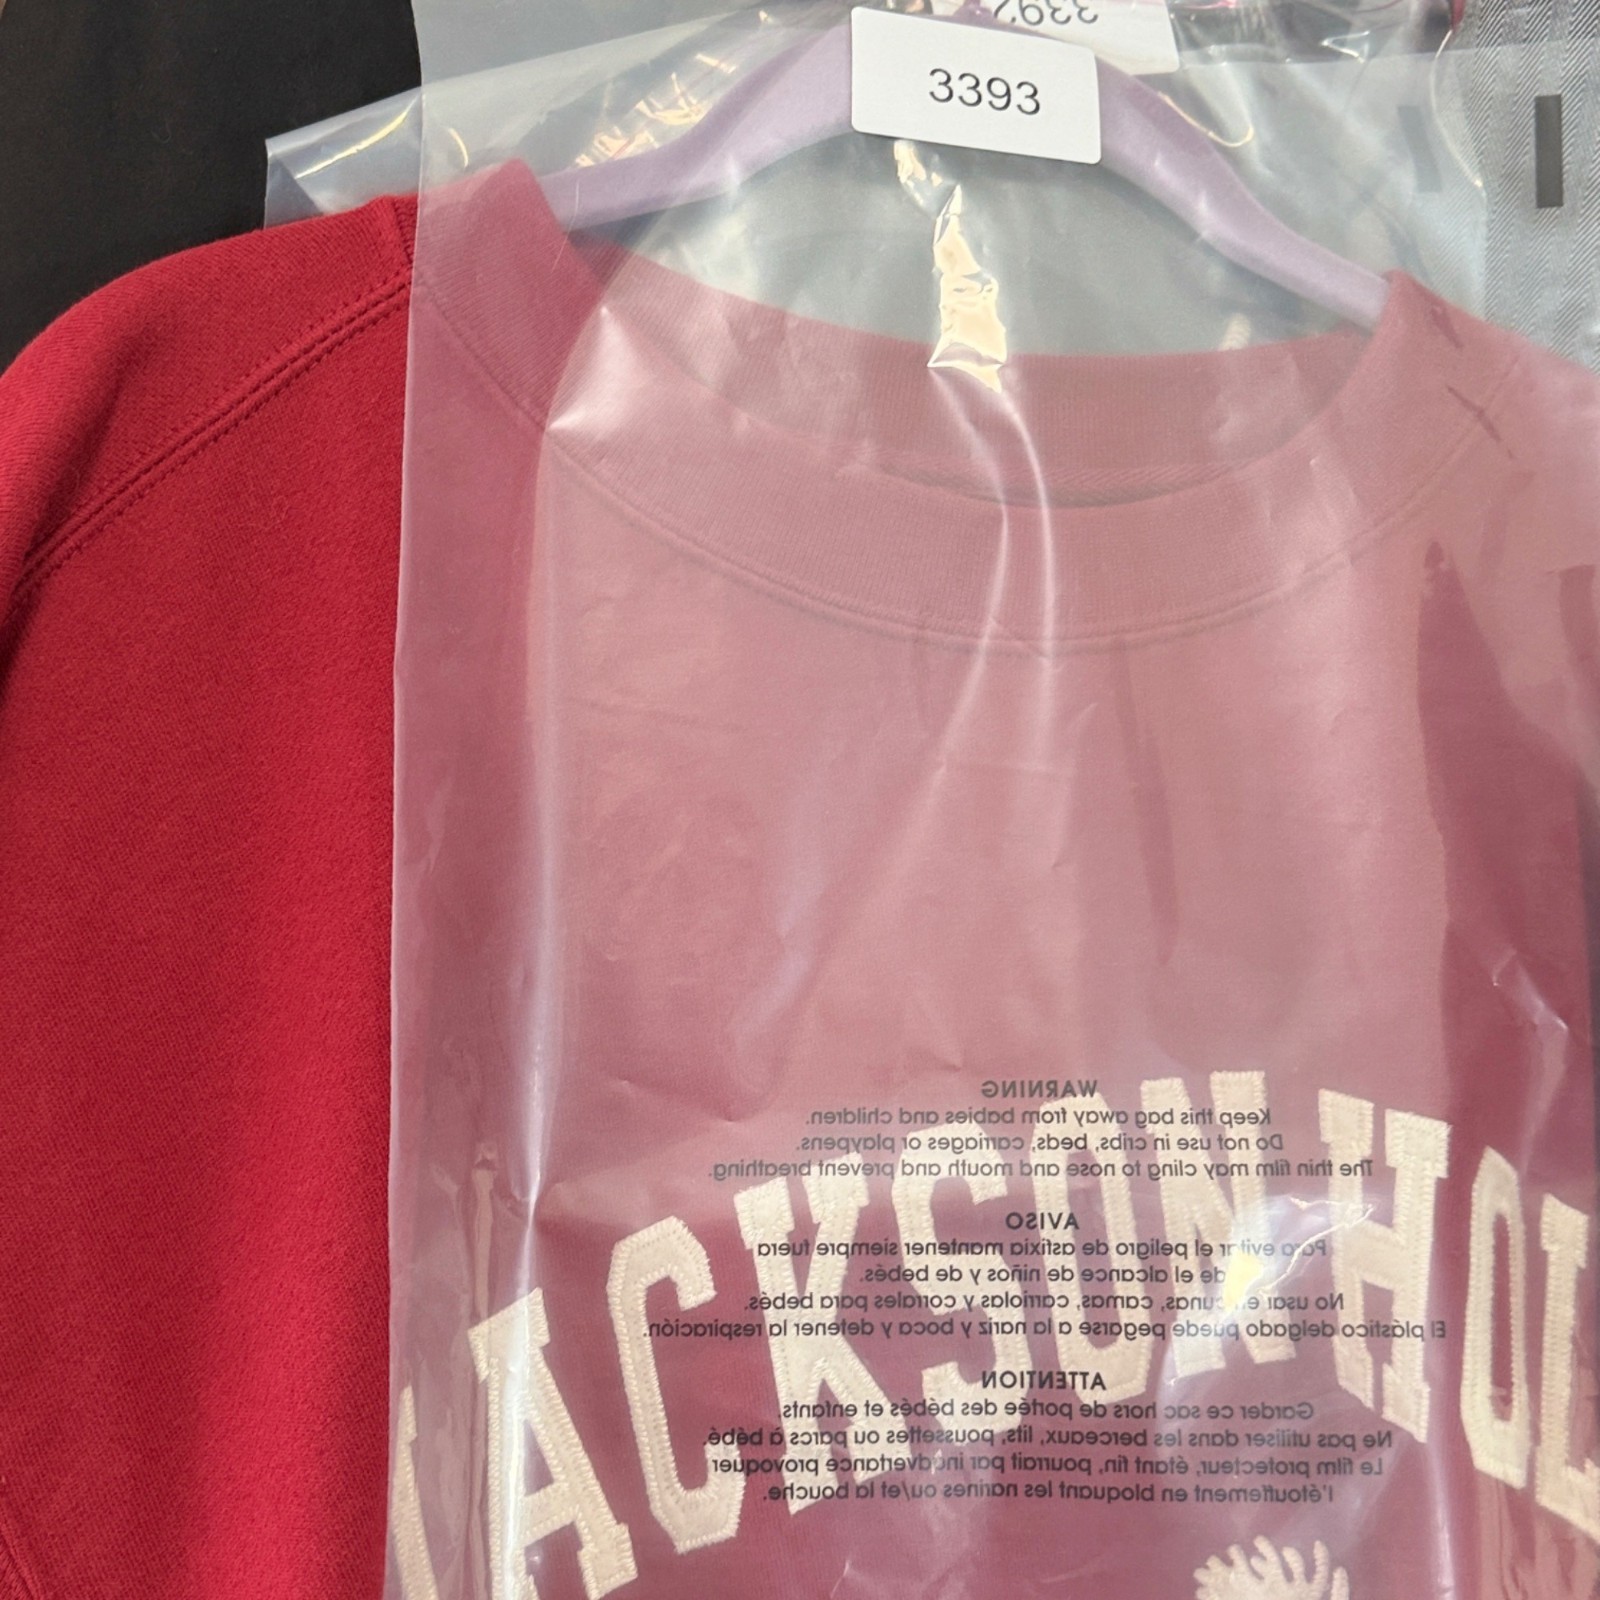 3392
3393
WARNING
Keep this bag away from babies and children.
Do not use in cribs, beds, carriages or playpens.
The thin film may cling to nose and mouth and prevent breathing.
AVISO
Para evitar el peligro de asfixia mantener siempre fuera
de el alcance de niños y de bebés.
No usar en cunas, camas, carriolas y corrales para bebés.
El plástico delgado puede pegarse a la nariz y boca y detener la respiración.
ATTENTION
Garder ce sac hors de portée des bébés et enfants.
Ne pas utiliser dans les berceaux, lits, poussettes ou parcs à bébé.
Le film protecteur, étant fin, pourrait par inadvertance provoquer
l'étouffement en bloquant les narines ou/et la bouche.
JACKSON HOL